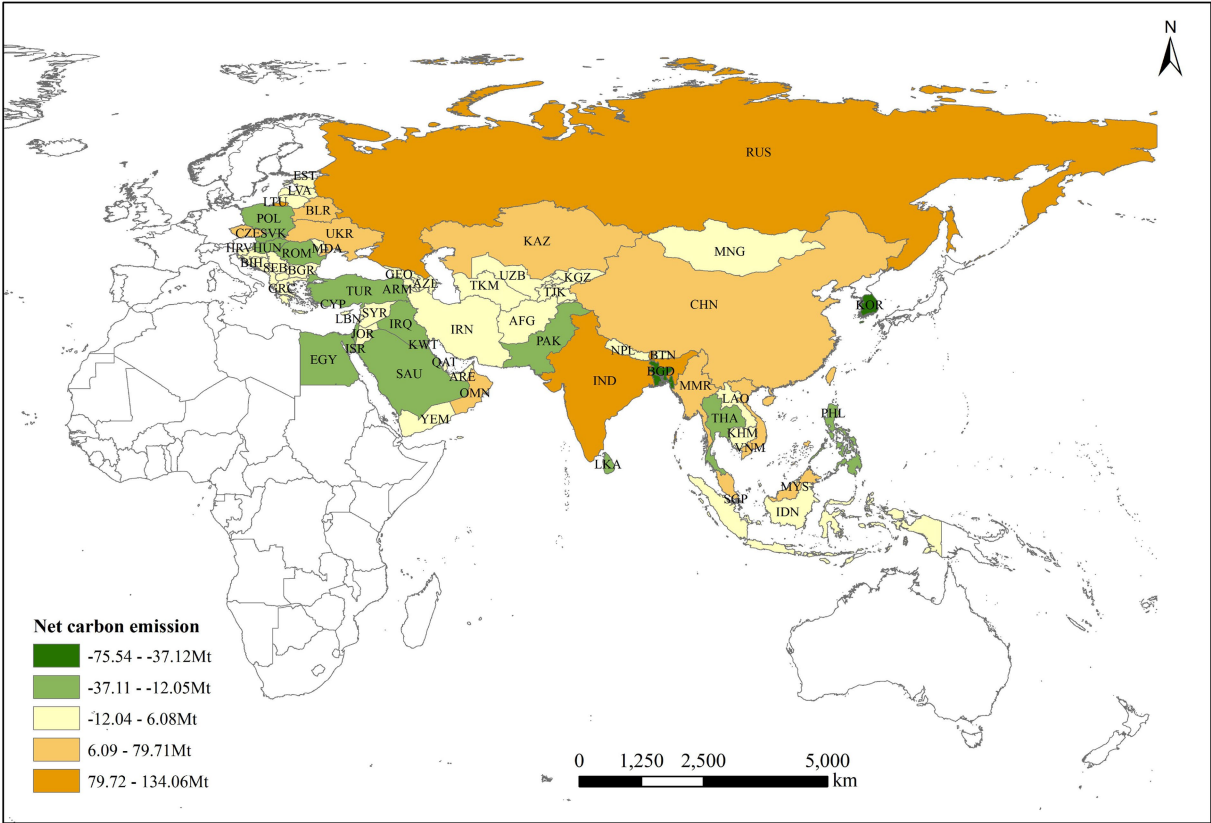 N
RUS
EST
LVA
LTU
BLR
POL
CZE
SVK
UKR
KAZ
MNG
HRV
HUN
ROM
MDA
BIH
SEB
BGR
GEO
UZB
KGZ
GRC
TUR
ARM
AZE
TKM
TJK
CHN
KOR
CYP
LBN
SYR
IRQ
IRN
AFG
JOR
ISR
KWT
PAK
NPL
BTN
EGY
SAU
QAT
ARE
OMN
IND
BGD
MMR
LAO
YEM
THA
PHL
KHM
VNM
LKA
MYS
SGP
IDN
Net carbon emission
-75.54 - -37.12Mt
-37.11 - -12.05Mt
-12.04 - 6.08Mt
6.09 - 79.71Mt
79.72 - 134.06Mt
0 1,250 2,500 5,000
km